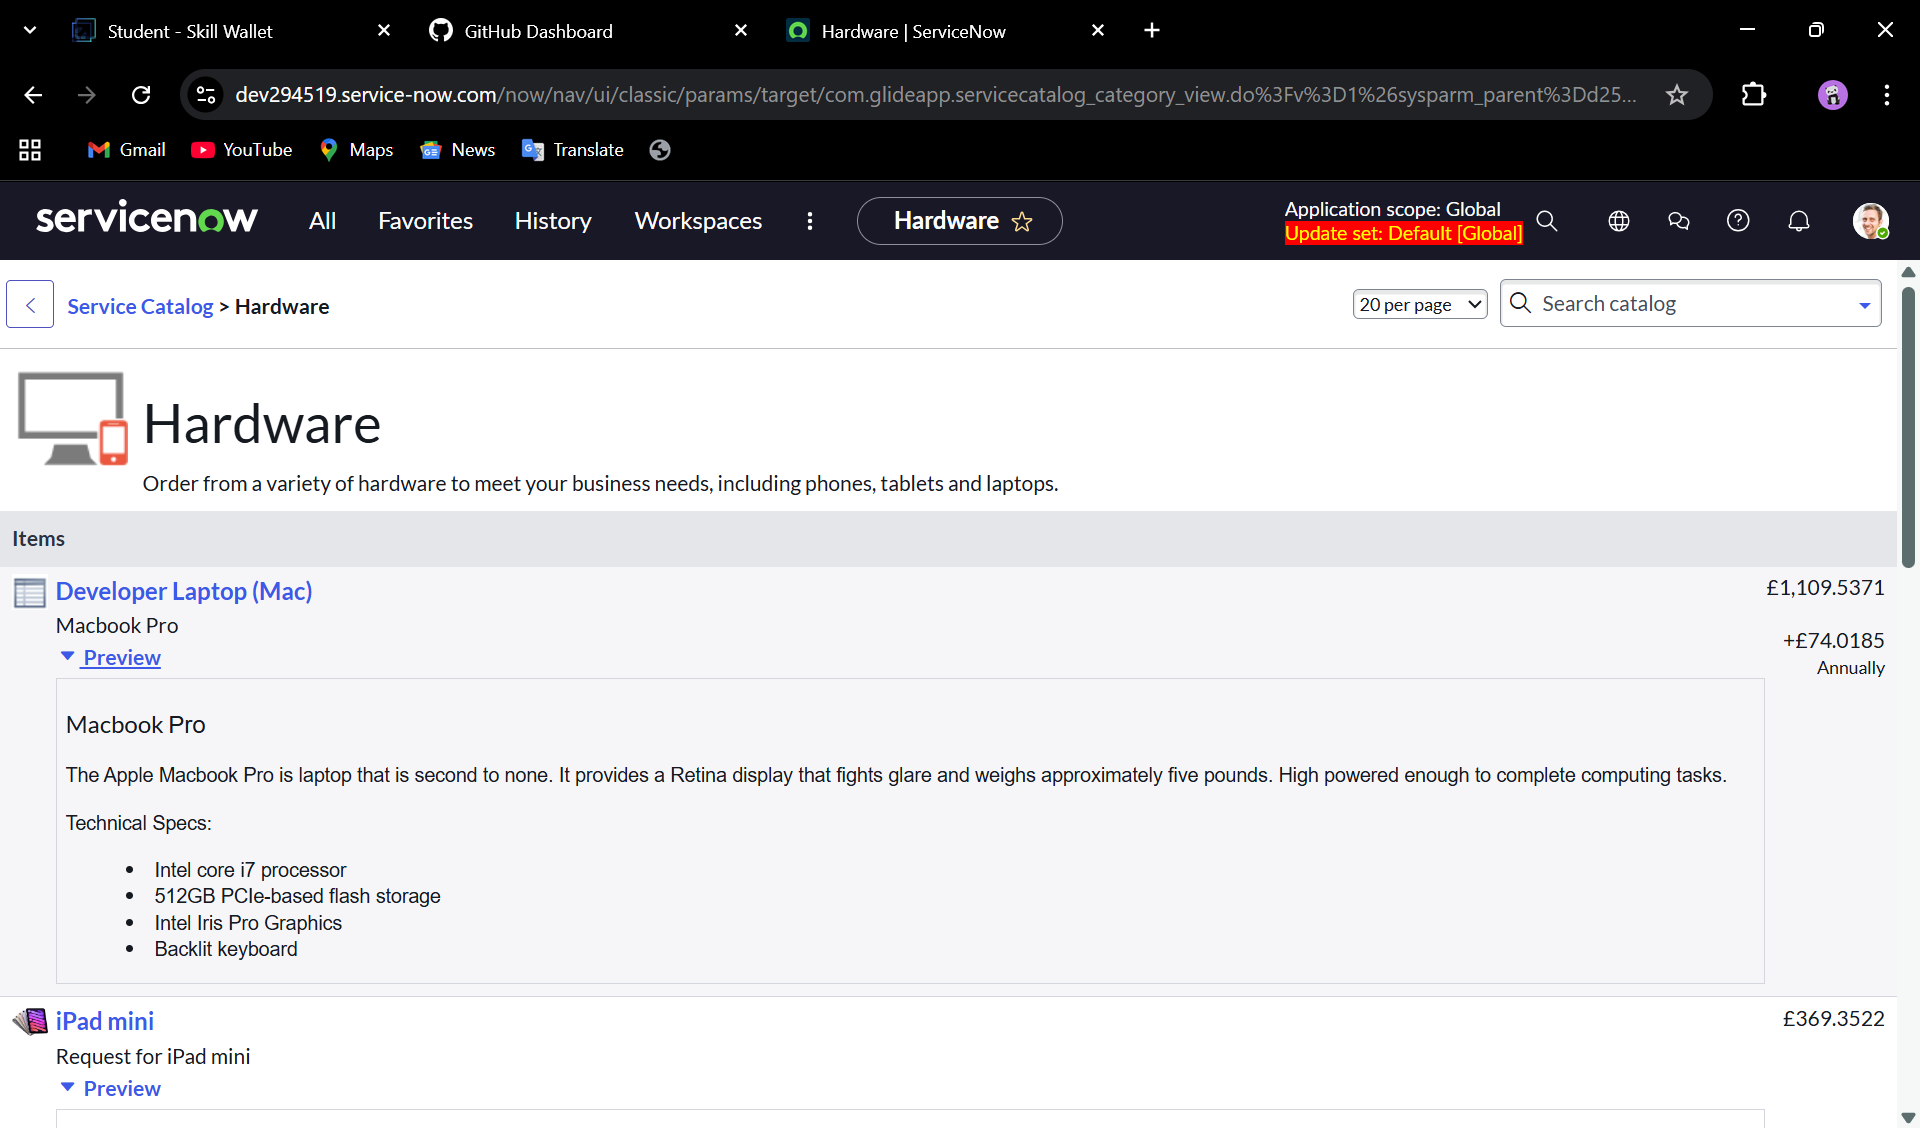 Student - Skill Wallet
GitHub Dashboard
Hardware | ServiceNow
dev294519.service-now.com/now/nav/ui/classic/params/target/com.glideapp.servicecatalog_category_view.do%3Fv%3D1%26sysparm_parent%3Dd25...
Gmail
YouTube
Maps
News
Translate
servicenow
All
Favorites
History
Workspaces
Hardware
Application scope: Global
Update set: Default [Global]
Service Catalog > Hardware
20 per page
Search catalog
Hardware
Order from a variety of hardware to meet your business needs, including phones, tablets and laptops.
Items
Developer Laptop (Mac)
£1,109.5371
Macbook Pro
+£74.0185
Preview
Annually
Macbook Pro
The Apple Macbook Pro is laptop that is second to none. It provides a Retina display that fights glare and weighs approximately five pounds. High powered enough to complete computing tasks.
Technical Specs:
• Intel core i7 processor
• 512GB PCIe-based flash storage
• Intel Iris Pro Graphics
• Backlit keyboard
iPad mini
£369.3522
Request for iPad mini
Preview